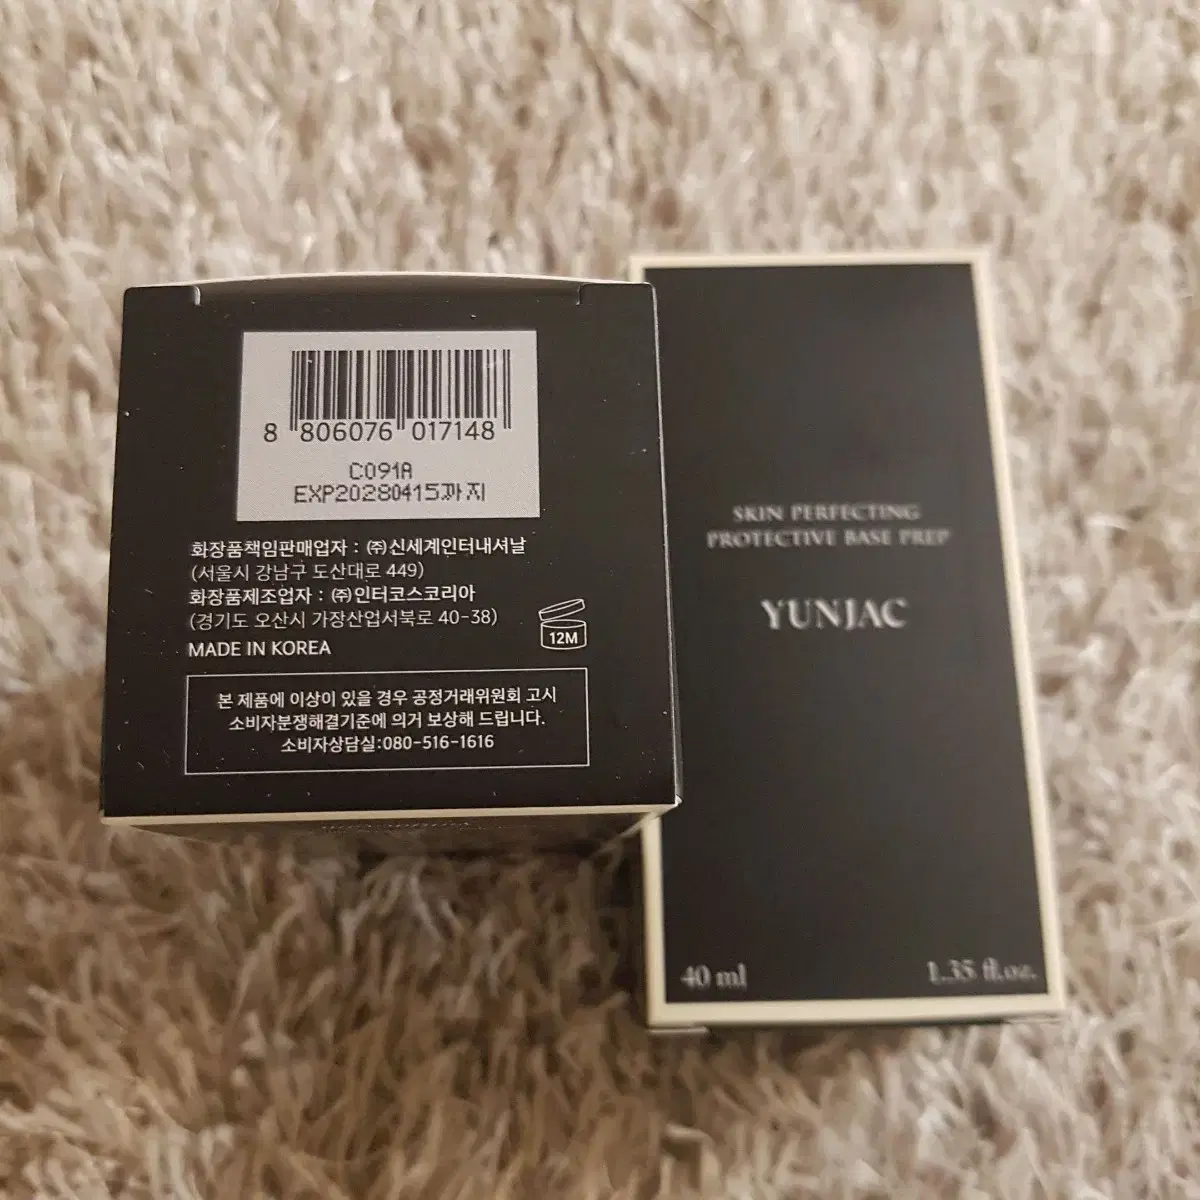 8 806076 017148
C091A
EXP20280415까지
화장품책임판매업자 : ㈜신세계인터내셔날
(서울시 강남구 도산대로 449)
화장품제조업자 : ㈜인터코스코리아
(경기도 오산시 가장산업서북로 40-38)
MADE IN KOREA
12M
본 제품에 이상이 있을 경우 공정거래위원회 고시
소비자분쟁해결기준에 의거 보상해 드립니다.
소비자상담실:080-516-1616
SKIN PERFECTING
PROTECTIVE BASE PREP
YUNJAC
40 ml
1.35 fl.oz.